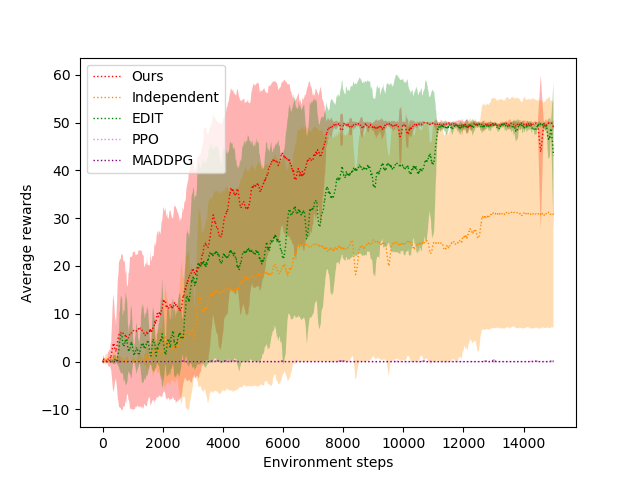 Ours
Independent
EDIT
PPO
MADDPG
60
50
40
30
20
10
0
−10
Average rewards
0 2000 4000 6000 8000 10000 12000 14000
Environment steps